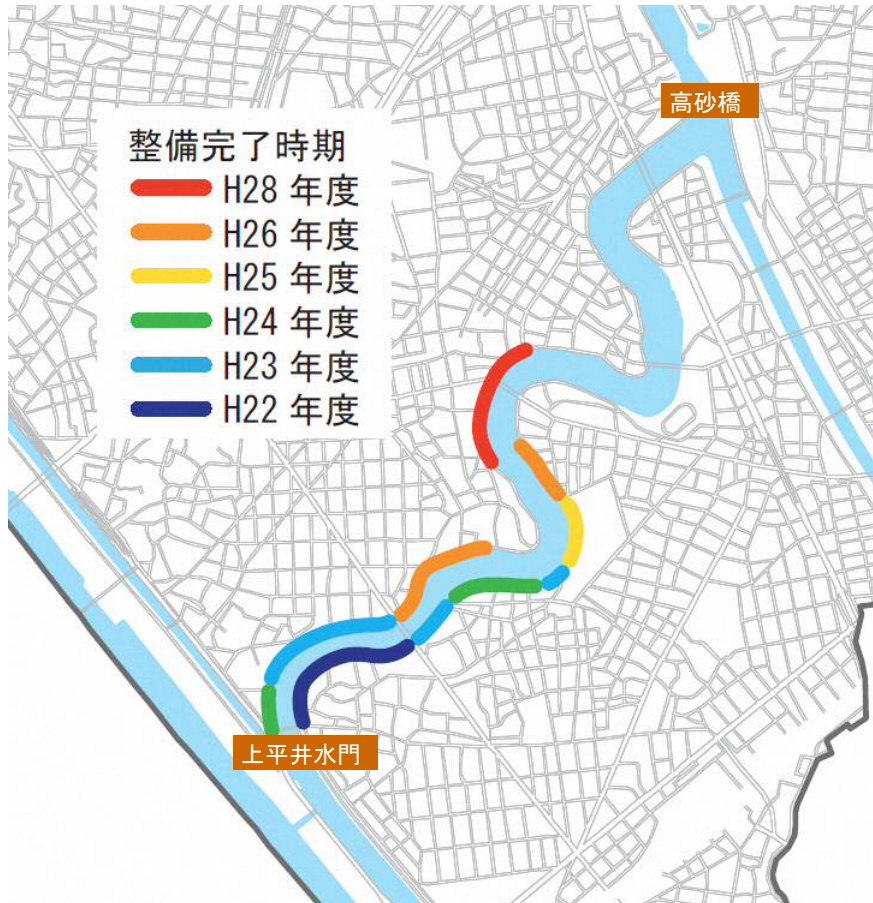 高砂橋
整備完了時期
H28 年度
H26 年度
H25 年度
H24 年度
H23 年度
H22 年度
上平井水門